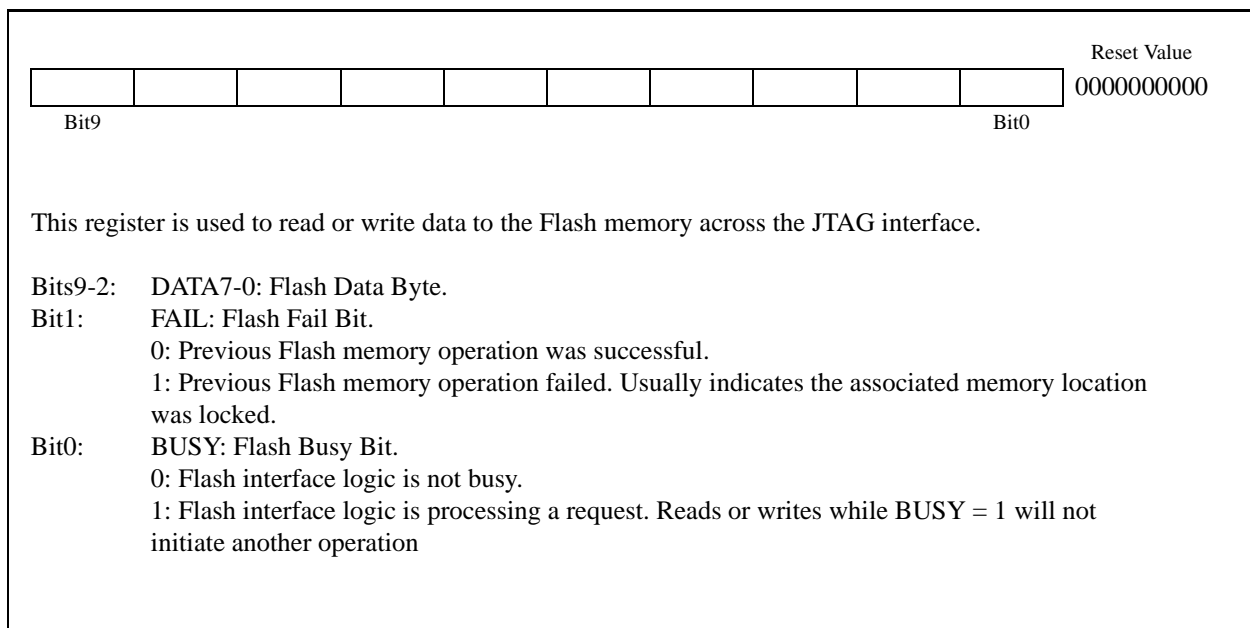 Reset Value
0000000000
Bit9 Bit0
This register is used to read or write data to the Flash memory across the JTAG interface.
Bits9-2: DATA7-0: Flash Data Byte.
Bit1: FAIL: Flash Fail Bit.
0: Previous Flash memory operation was successful.
1: Previous Flash memory operation failed. Usually indicates the associated memory location
was locked.
Bit0: BUSY: Flash Busy Bit.
0: Flash interface logic is not busy.
1: Flash interface logic is processing a request. Reads or writes while BUSY = 1 will not
initiate another operation